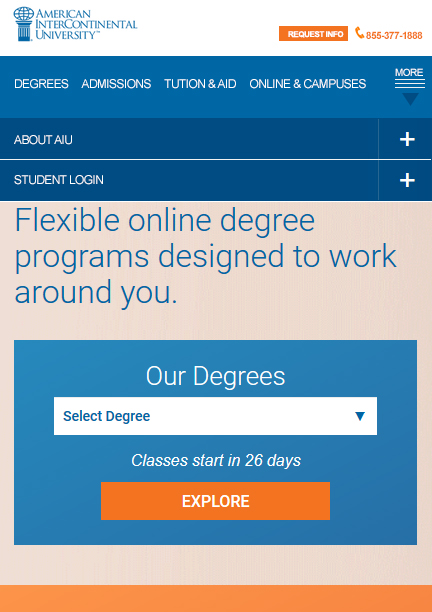 AMERICAN
INTERCONTINENTAL
UNIVERSITY™
REQUEST INFO 855-377-1888
DEGREES ADMISSIONS TUTION & AID ONLINE & CAMPUSES MORE
ABOUT AIU +
STUDENT LOGIN +
Flexible online degree
programs designed to work
around you.
Our Degrees
Select Degree
Classes start in 26 days
EXPLORE